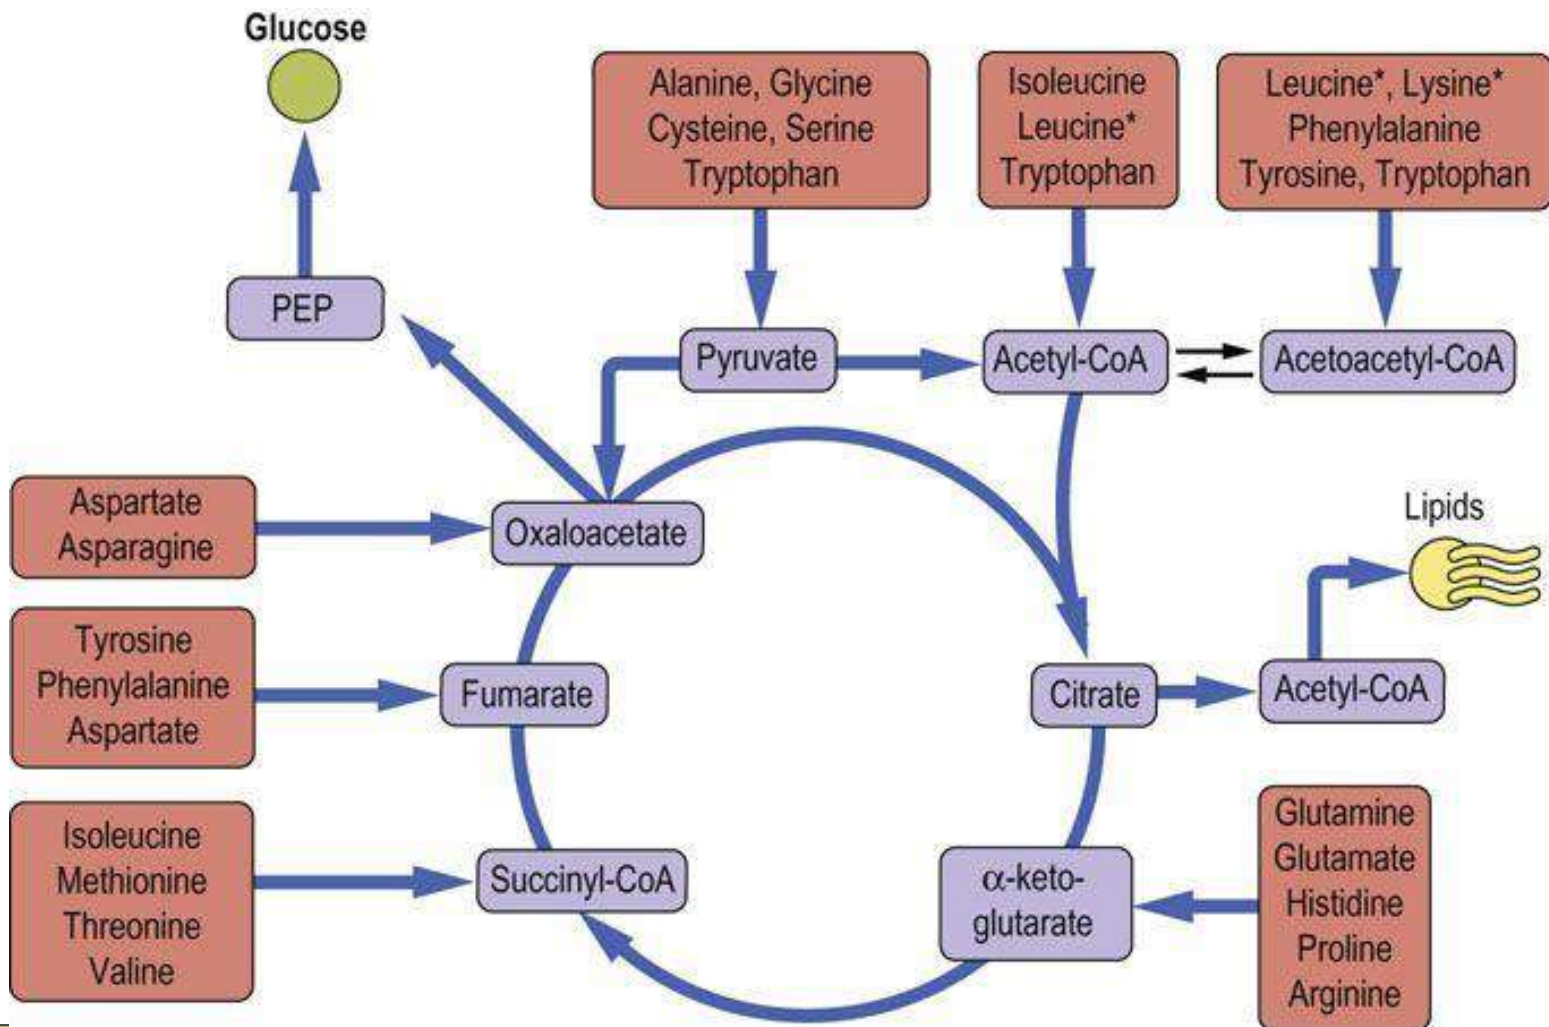 Glucose
Alanine, Glycine
Cysteine, Serine
Tryptophan
Isoleucine
Leucine*
Tryptophan
Leucine*, Lysine*
Phenylalanine
Tyrosine, Tryptophan
PEP
Pyruvate
Acetyl-CoA
Acetoacetyl-CoA
Aspartate
Asparagine
Oxaloacetate
Lipids
Tyrosine
Phenylalanine
Aspartate
Fumarate
Citrate
Acetyl-CoA
Isoleucine
Methionine
Threonine
Valine
Succinyl-CoA
α-keto-
glutarate
Glutamine
Glutamate
Histidine
Proline
Arginine